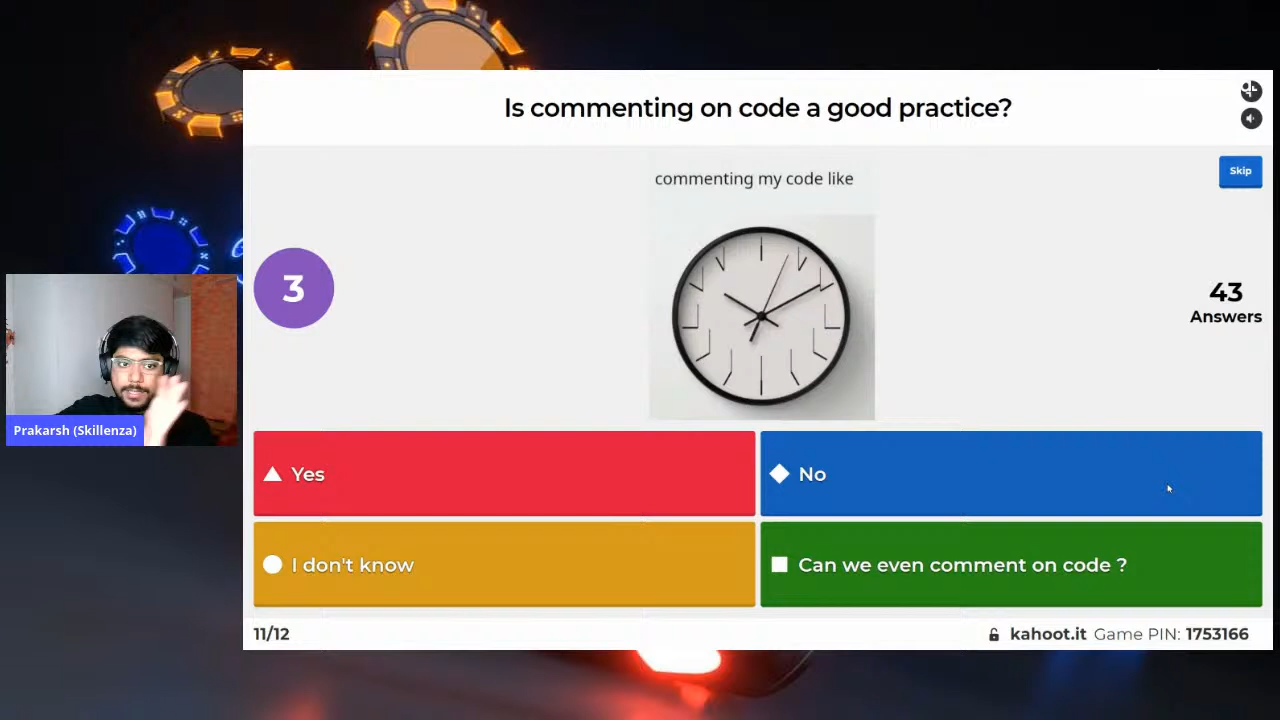 Is commenting on code a good practice?
Skip
commenting my code like
3
43
Answers
Prakarsh (Skillenza)
Yes
No
I don't know
Can we even comment on code ?
11/12
kahoot.it Game PIN: 1753166